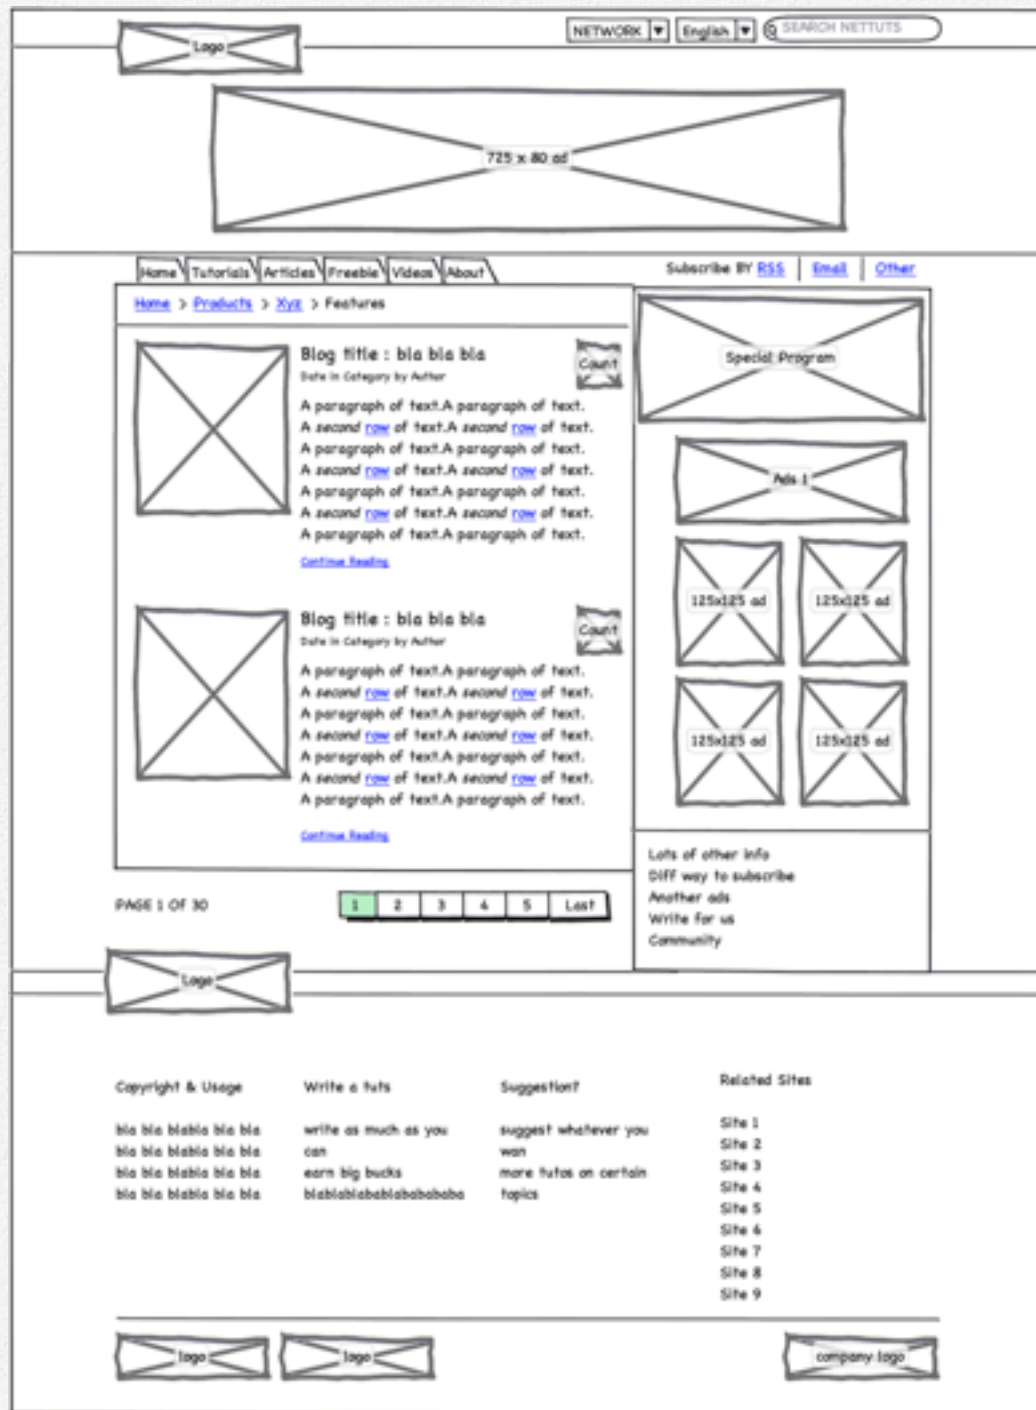 Logo
NETWORK
English
SEARCH NETTUTS
725 x 80 ad
Home Tutorials Articles Freebie Videos About
Subscribe BY RSS Email Other
Home > Products > Xyz > Features
Blog title : bla bla bla
Date in Category by Author
Count
A paragraph of text.A paragraph of text.
A second row of text.A second row of text.
A paragraph of text.A paragraph of text.
A second row of text.A second row of text.
A paragraph of text.A paragraph of text.
A second row of text.A second row of text.
A paragraph of text.A paragraph of text.
Continue Reading
Blog title : bla bla bla
Date in Category by Author
Count
A paragraph of text.A paragraph of text.
A second row of text.A second row of text.
A paragraph of text.A paragraph of text.
A second row of text.A second row of text.
A paragraph of text.A paragraph of text.
A second row of text.A second row of text.
A paragraph of text.A paragraph of text.
Continue Reading
Special Program
Ads 1
125x125 ad
125x125 ad
125x125 ad
125x125 ad
Lots of other info
Diff way to subscribe
Another ads
Write for us
Community
PAGE 1 OF 30
1 2 3 4 5 Last
Logo
Copyright & Usage
bla bla blabla bla bla
bla bla blabla bla bla
bla bla blabla bla bla
bla bla blabla bla bla
Write a tuts
write as much as you
can
earn big bucks
blablablabablababababa
Suggestion?
suggest whatever you
wan
more tutos on certain
topics
Related Sites
Site 1
Site 2
Site 3
Site 4
Site 5
Site 6
Site 7
Site 8
Site 9
logo
logo
company logo